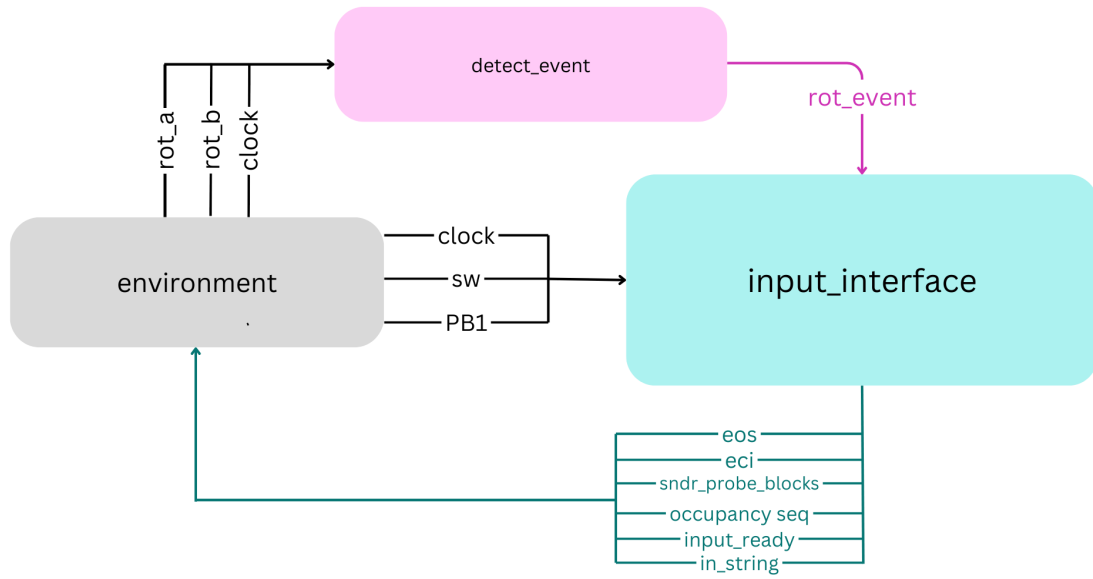 detect_event
rot_event
rot_a
rot_b
clock
environment
clock
sw
PB1
input_interface
eos
eci
sndr_probe_blocks
occupancy seq
input_ready
in_string